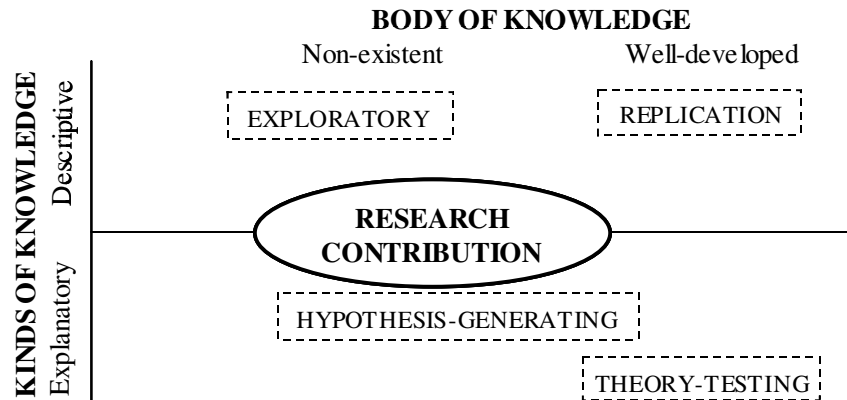 BODY OF KNOWLEDGE
Non-existent Well-developed
KINDS OF KNOWLEDGE
Descriptive
EXPLORATORY
REPLICATION
RESEARCH
CONTRIBUTION
Explanatory
HYPOTHESIS-GENERATING
THEORY-TESTING